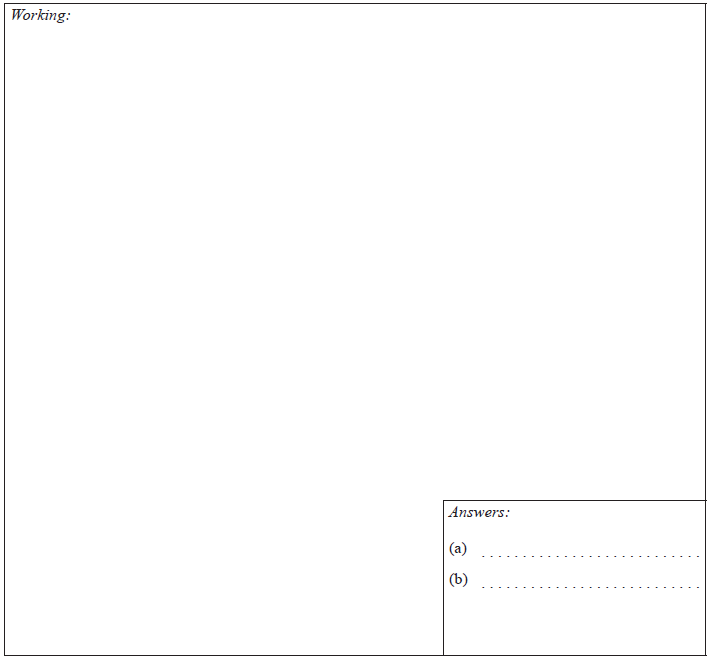 Working:
Answers:
(a) . . . . . . . . . . . . . . . . . . . . . . . . . . .
(b) . . . . . . . . . . . . . . . . . . . . . . . . . . .